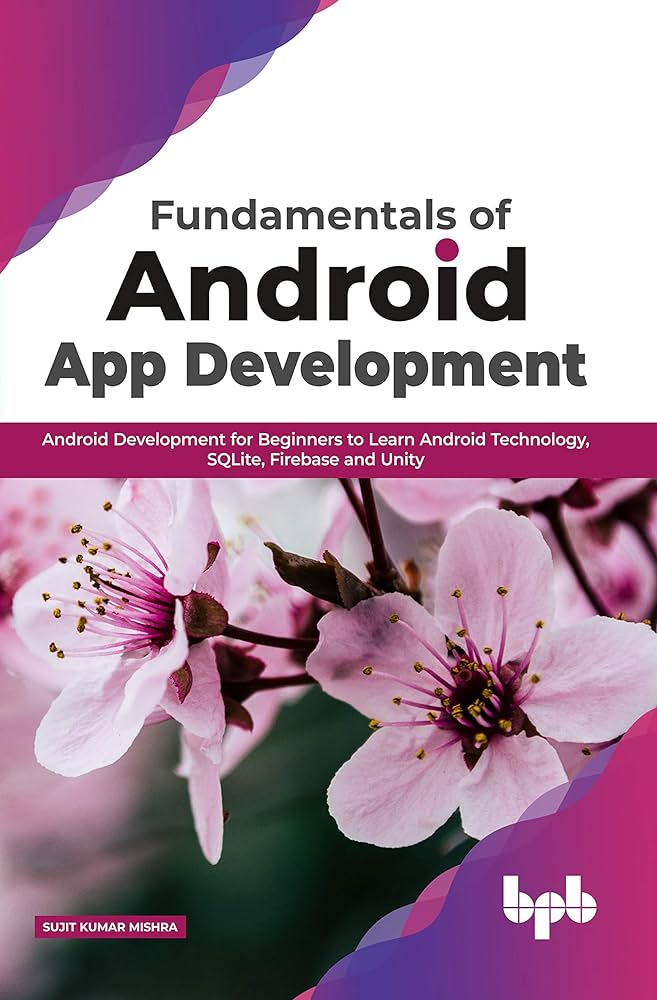 Fundamentals of
Android
App Development
Android Development for Beginners to Learn Android Technology,
SQLite, Firebase and Unity
SUJIT KUMAR MISHRA
bpb